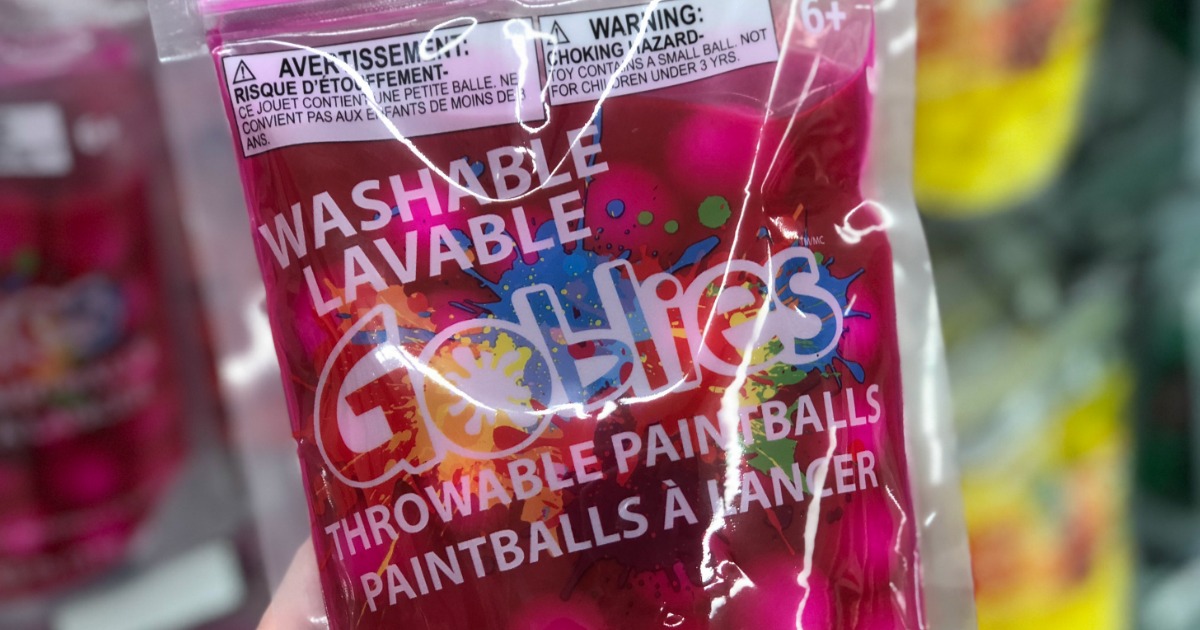 AVERTISSEMENT:
RISQUE D'ÉTOUFFEMENT-
CE JOUET CONTIENT UNE PETITE BALLE. NE
CONVIENT PAS AUX ENFANTS DE MOINS DE 3
ANS.
WARNING:
CHOKING HAZARD-
TOY CONTAINS A SMALL BALL. NOT
FOR CHILDREN UNDER 3 YRS.
6+
WASHABLE
LAVABLE
Goblies
THROWABLE PAINTBALLS
PAINTBALLS À LANCER